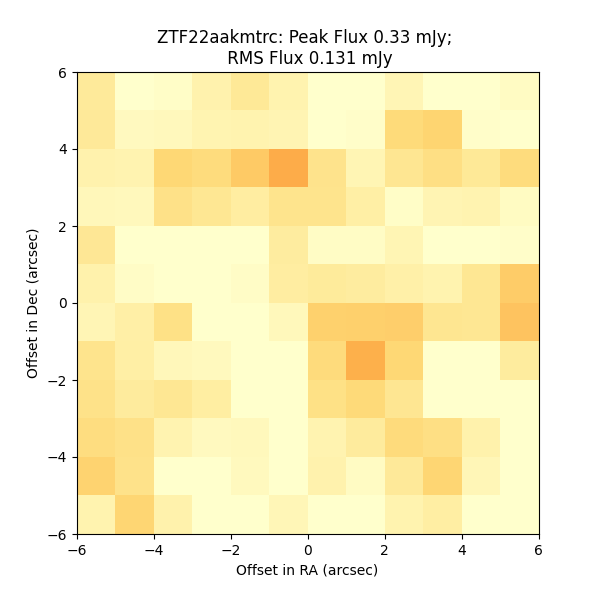 ZTF22aakmtrc: Peak Flux 0.33 mJy;
RMS Flux 0.131 mJy
6
4
2
0
−2
−4
−6
Offset in Dec (arcsec)
−6 −4 −2 0 2 4 6
Offset in RA (arcsec)